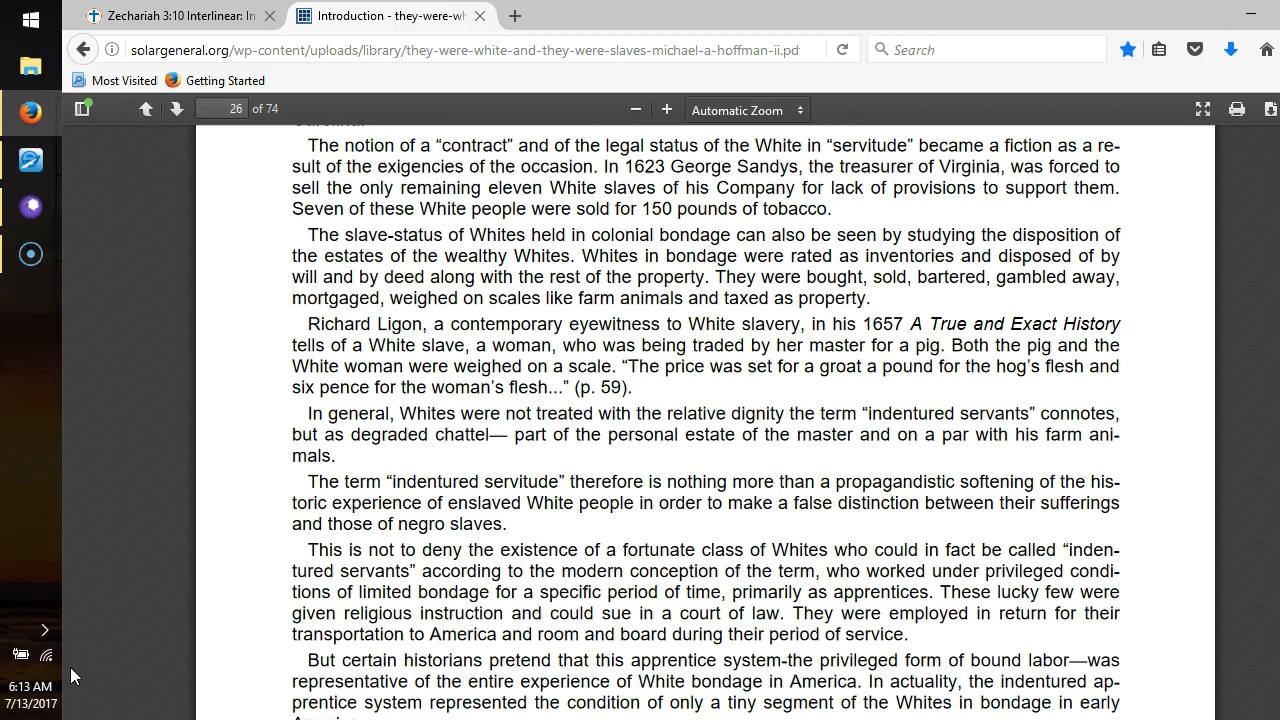 Zechariah 3:10 Interlinear: In
Introduction - they-were-wh
solargeneral.org/wp-content/uploads/library/they-were-white-and-they-were-slaves-michael-a-hoffman-ii.pd
Search
Most Visited
Getting Started
26 of 74
Automatic Zoom
The notion of a “contract” and of the legal status of the White in “servitude” became a fiction as a re-
sult of the exigencies of the occasion. In 1623 George Sandys, the treasurer of Virginia, was forced to
sell the only remaining eleven White slaves of his Company for lack of provisions to support them.
Seven of these White people were sold for 150 pounds of tobacco.
The slave-status of Whites held in colonial bondage can also be seen by studying the disposition of
the estates of the wealthy Whites. Whites in bondage were rated as inventories and disposed of by
will and by deed along with the rest of the property. They were bought, sold, bartered, gambled away,
mortgaged, weighed on scales like farm animals and taxed as property.
Richard Ligon, a contemporary eyewitness to White slavery, in his 1657 A True and Exact History
tells of a White slave, a woman, who was being traded by her master for a pig. Both the pig and the
White woman were weighed on a scale. “The price was set for a groat a pound for the hog’s flesh and
six pence for the woman’s flesh...” (p. 59).
In general, Whites were not treated with the relative dignity the term “indentured servants” connotes,
but as degraded chattel— part of the personal estate of the master and on a par with his farm ani-
mals.
The term “indentured servitude” therefore is nothing more than a propagandistic softening of the his-
toric experience of enslaved White people in order to make a false distinction between their sufferings
and those of negro slaves.
This is not to deny the existence of a fortunate class of Whites who could in fact be called “inden-
tured servants” according to the modern conception of the term, who worked under privileged condi-
tions of limited bondage for a specific period of time, primarily as apprentices. These lucky few were
given religious instruction and could sue in a court of law. They were employed in return for their
transportation to America and room and board during their period of service.
But certain historians pretend that this apprentice system-the privileged form of bound labor—was
representative of the entire experience of White bondage in America. In actuality, the indentured ap-
prentice system represented the condition of only a tiny segment of the Whites in bondage in early
6:13 AM
7/13/2017